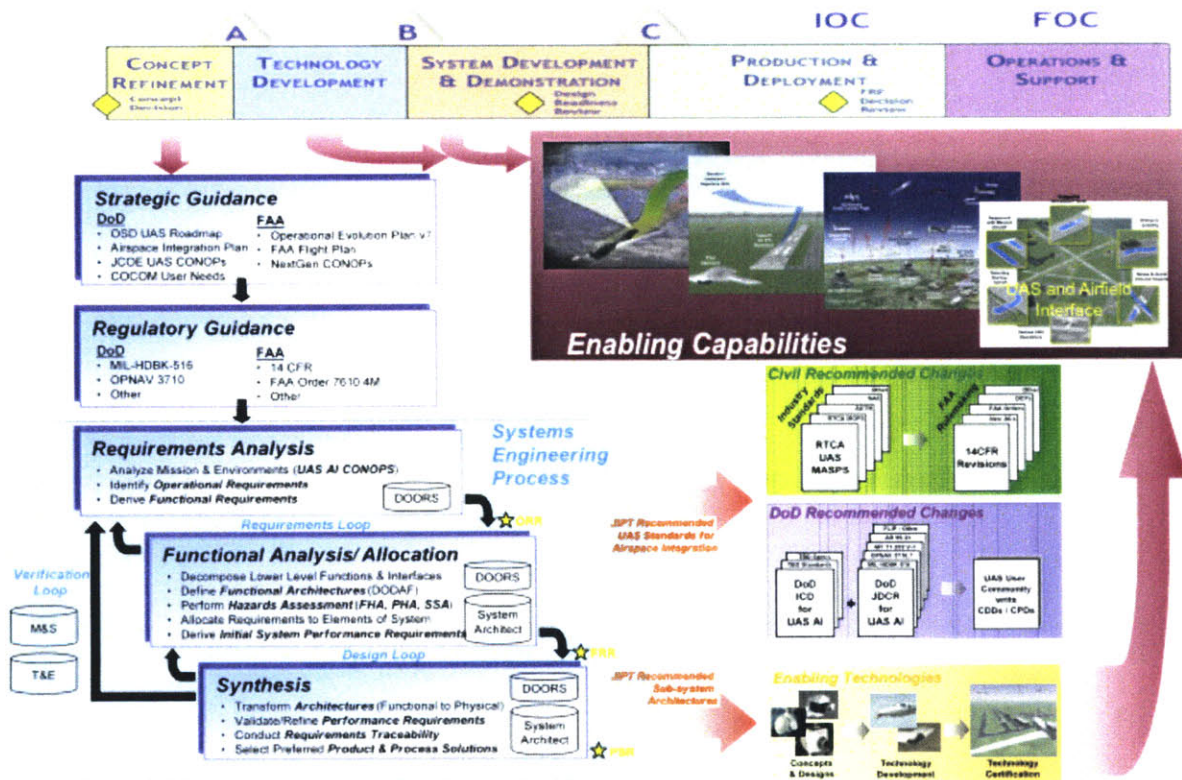 A
B
C
IOC
FOC
CONCEPT
REFINEMENT
Concept
Decision
TECHNOLOGY
DEVELOPMENT
SYSTEM DEVELOPMENT
& DEMONSTRATION
Design
Readiness
Review
PRODUCTION &
DEPLOYMENT
FRP
Decision
Review
OPERATIONS &
SUPPORT
Strategic Guidance
DoD
• OSD UAS Roadmap
• Airspace Integration Plan
• JCOE UAS CONOPs
• COCOM User Needs
FAA
• Operational Evolution Plan
• FAA Flight Plan
• NextGen CONOPs
Regulatory Guidance
DoD
• MIL-HDBK-516
• OPNAV 3710
• Other
FAA
• 14 CFR
• FAA Order 7610.4M
• Other
Enabling Capabilities
UAS and Airfield
Interface
Systems
Engineering
Process
Requirements Analysis
• Analyze Mission & Environments (UAS AI CONOPS)
• Identify Operational Requirements
• Derive Functional Requirements
DOORS
Requirements Loop
Functional Analysis/ Allocation
• Decompose Lower Level Functions & Interfaces
• Define Functional Architectures (DODAF)
• Perform Hazards Assessment (FHA, PHA, SSA)
• Allocate Requirements to Elements of System
• Derive Initial System Performance Requirements
DOORS
System
Architect
Verification
Loop
M&S
T&E
Design Loop
Synthesis
• Transform Architectures (Functional to Physical)
• Validate/Refine Performance Requirements
• Conduct Requirements Traceability
• Select Preferred Product & Process Solutions
DOORS
System
Architect
JIPT Recommended
UAS Standards for
Airspace Integration
JIPT Recommended
Sub-system
Architectures
Civil Recommended Changes
Industry
Standards
RTCA
UAS
MASPS
FAA
14CFR
Revisions
DoD Recommended Changes
DoD
ICD
for
UAS AI
DoD
JDCR
for
UAS AI
UAS User
Community
write
CDDs / CPDs
Enabling Technologies
Concepts
& Designs
Technology
Development
Technology
Certification